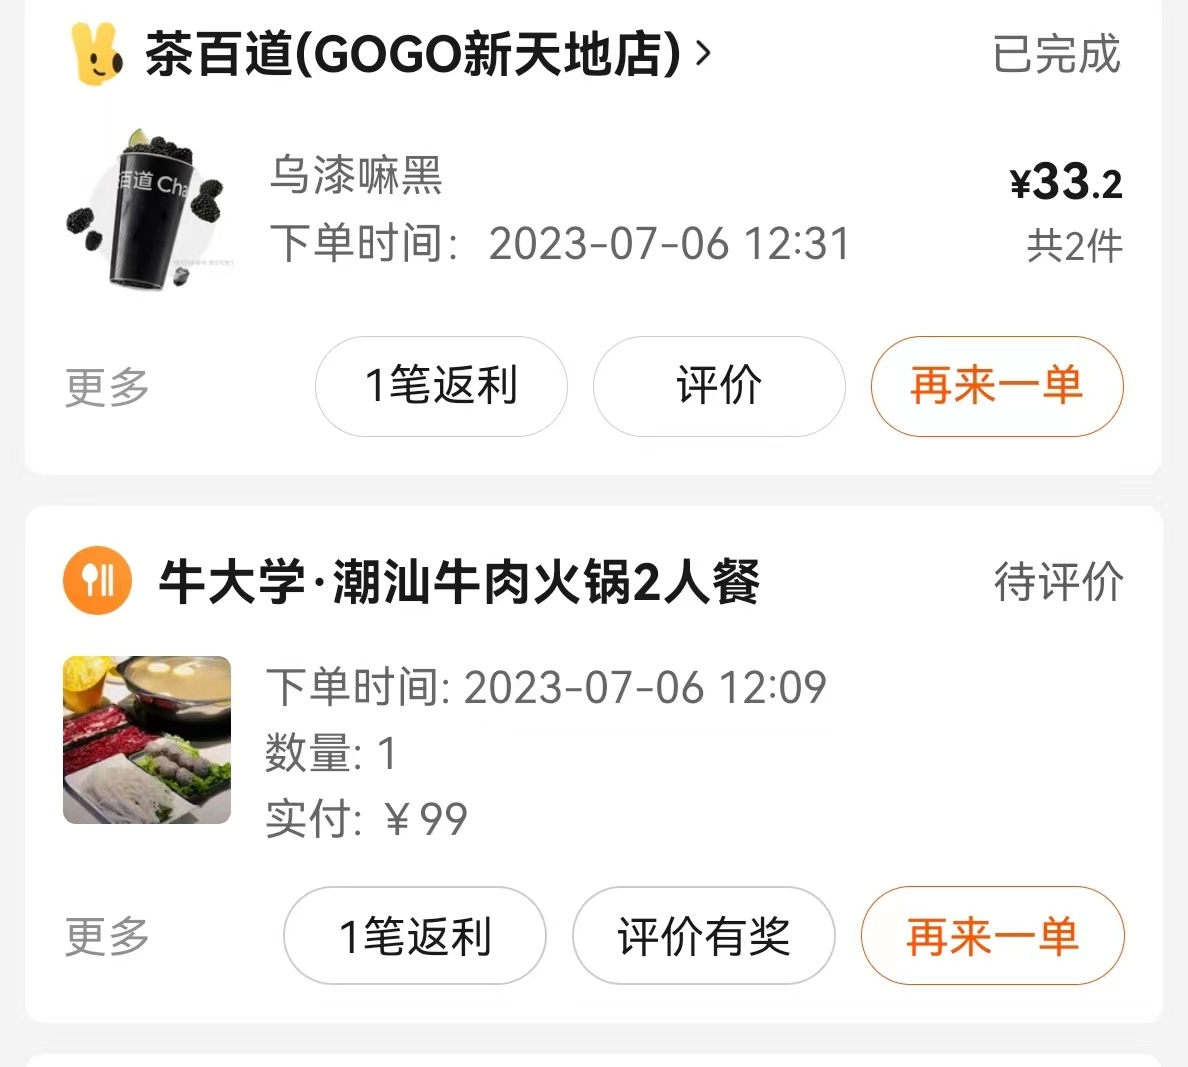 茶百道(GOGO新天地店) >
已完成
百道 Cha
乌漆嘛黑
¥33.2
下单时间：2023-07-06 12:31
共2件
更多
1笔返利
评价
再来一单
牛大学·潮汕牛肉火锅2人餐
待评价
下单时间: 2023-07-06 12:09
数量: 1
实付: ￥99
更多
1笔返利
评价有奖
再来一单